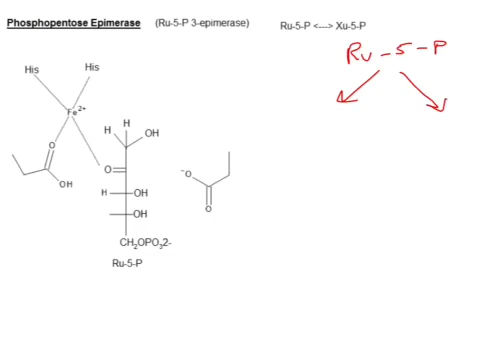 Phosphopentose Epimerase (Ru-5-P 3-epimerase) Ru-5-P <---> Xu-5-P
Ru-5-P
His
His
Fe2+
H
H
OH
O
OH
O
H
OH
OH
CH2OPO32-
Ru-5-P
-O
O